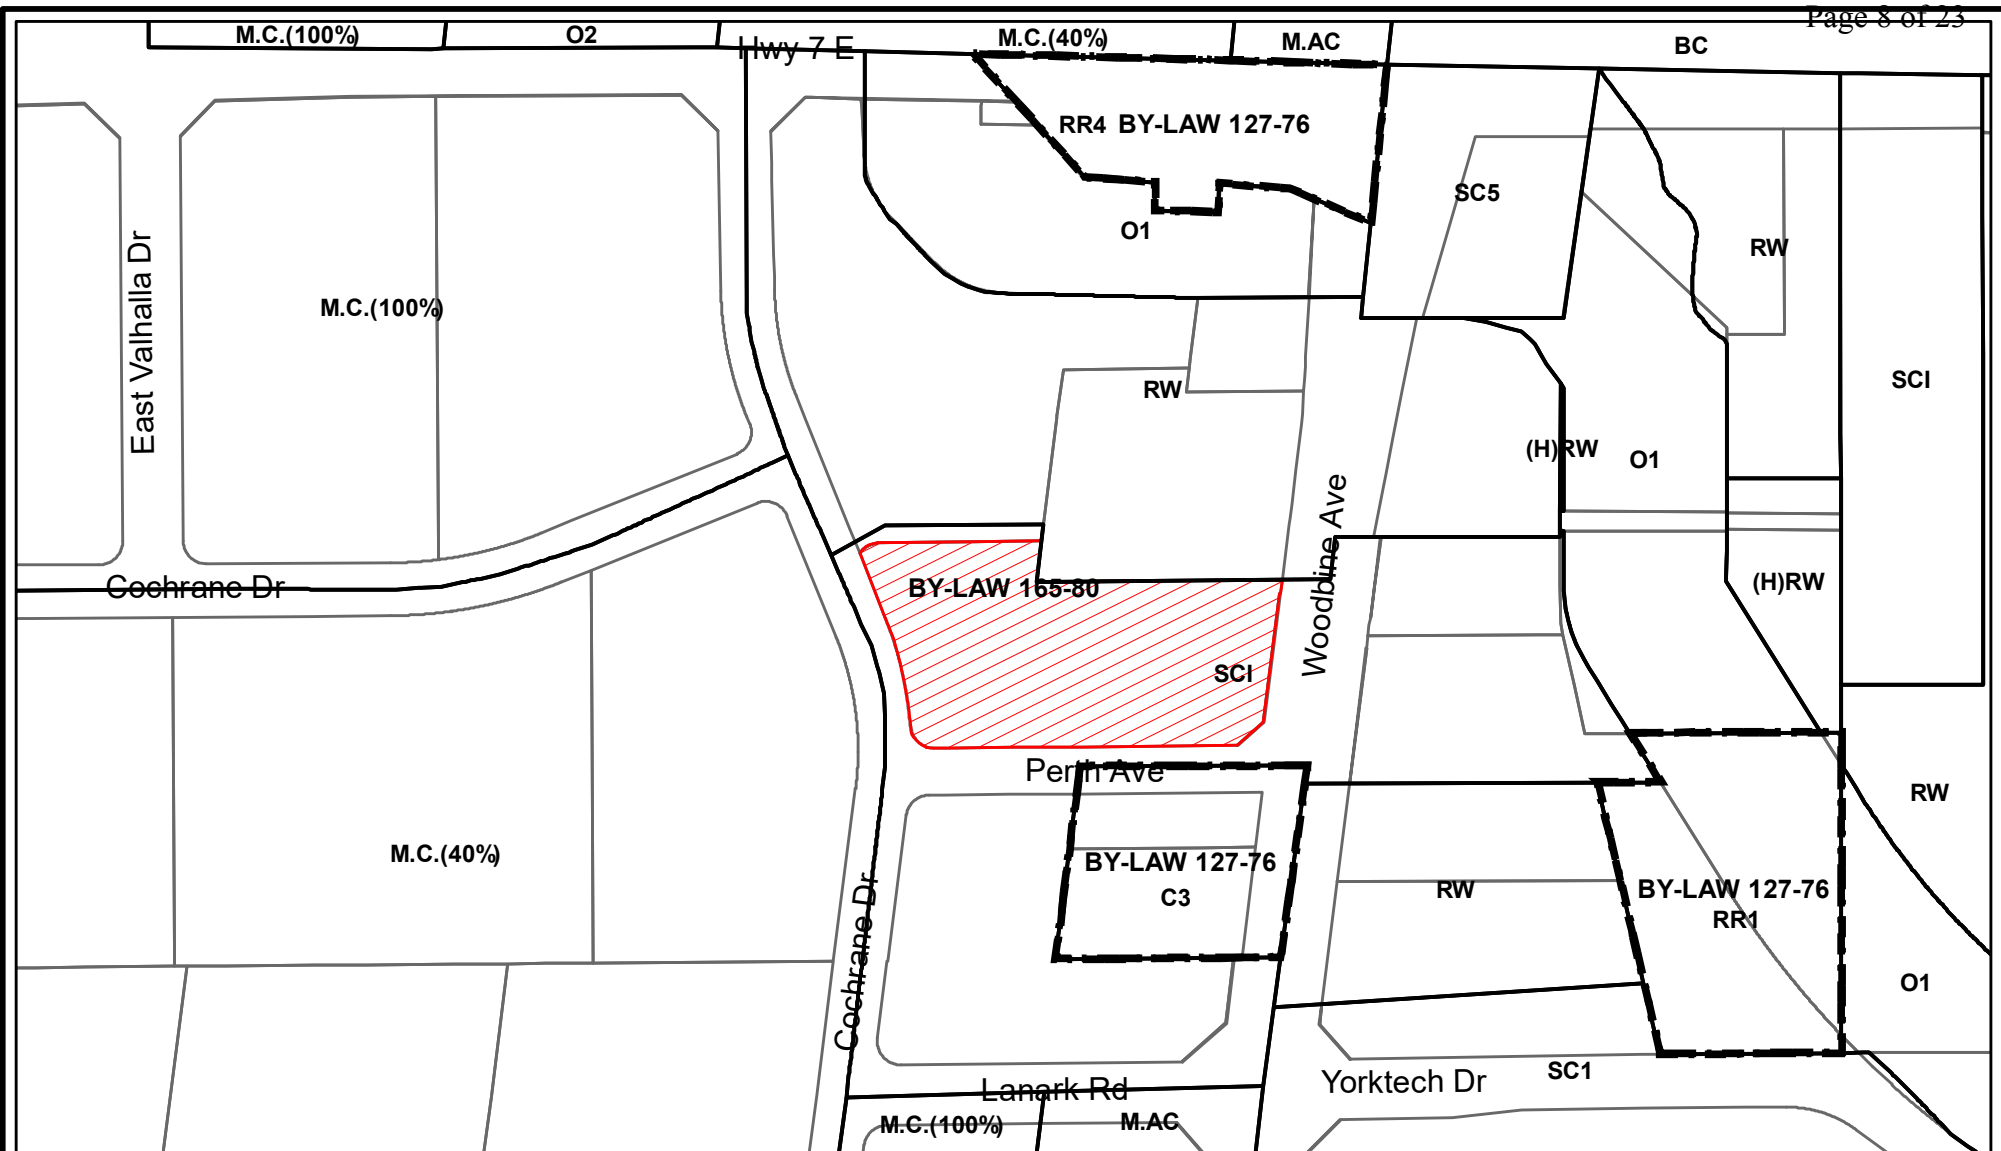 Page 8 of 23
M.C.(100%)
O2
Hwy 7 E
M.C.(40%)
M.AC
BC
RR4 BY-LAW 127-76
SC5
O1
RW
East Valhalla Dr
M.C.(100%)
SCI
RW
(H)RW
O1
Woodbine Ave
Cochrane Dr
BY-LAW 165-80
(H)RW
SCI
Perth Ave
RW
M.C.(40%)
BY-LAW 127-76
C3
RW
BY-LAW 127-76
RR1
Cochrane Dr
O1
Lanark Rd
Yorktech Dr
SC1
M.C.(100%)
M.AC